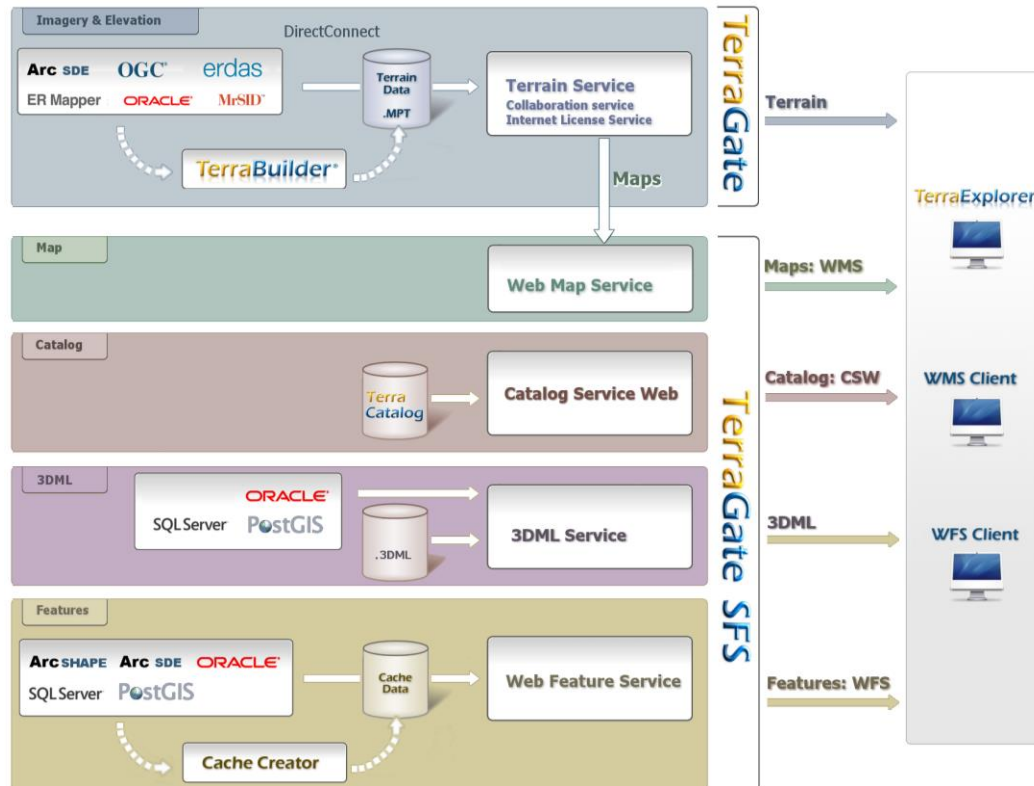 Imagery & Elevation
DirectConnect
Arc SDE OGC® erdas
ER Mapper ORACLE® MrSID™
Terrain
Data
.MPT
Terrain Service
Collaboration service
Internet License Service
TerraBuilder®
Maps
TerraGate
Terrain
Map
Web Map Service
Maps: WMS
Catalog
Terra
Catalog
Catalog Service Web
Catalog: CSW
3DML
ORACLE®
SQL Server PostGIS
.3DML
3DML Service
3DML
Features
Arc SHAPE Arc SDE ORACLE®
SQL Server PostGIS
Cache
Data
Web Feature Service
Cache Creator
Features: WFS
TerraGate SFS
TerraExplorer
WMS Client
WFS Client